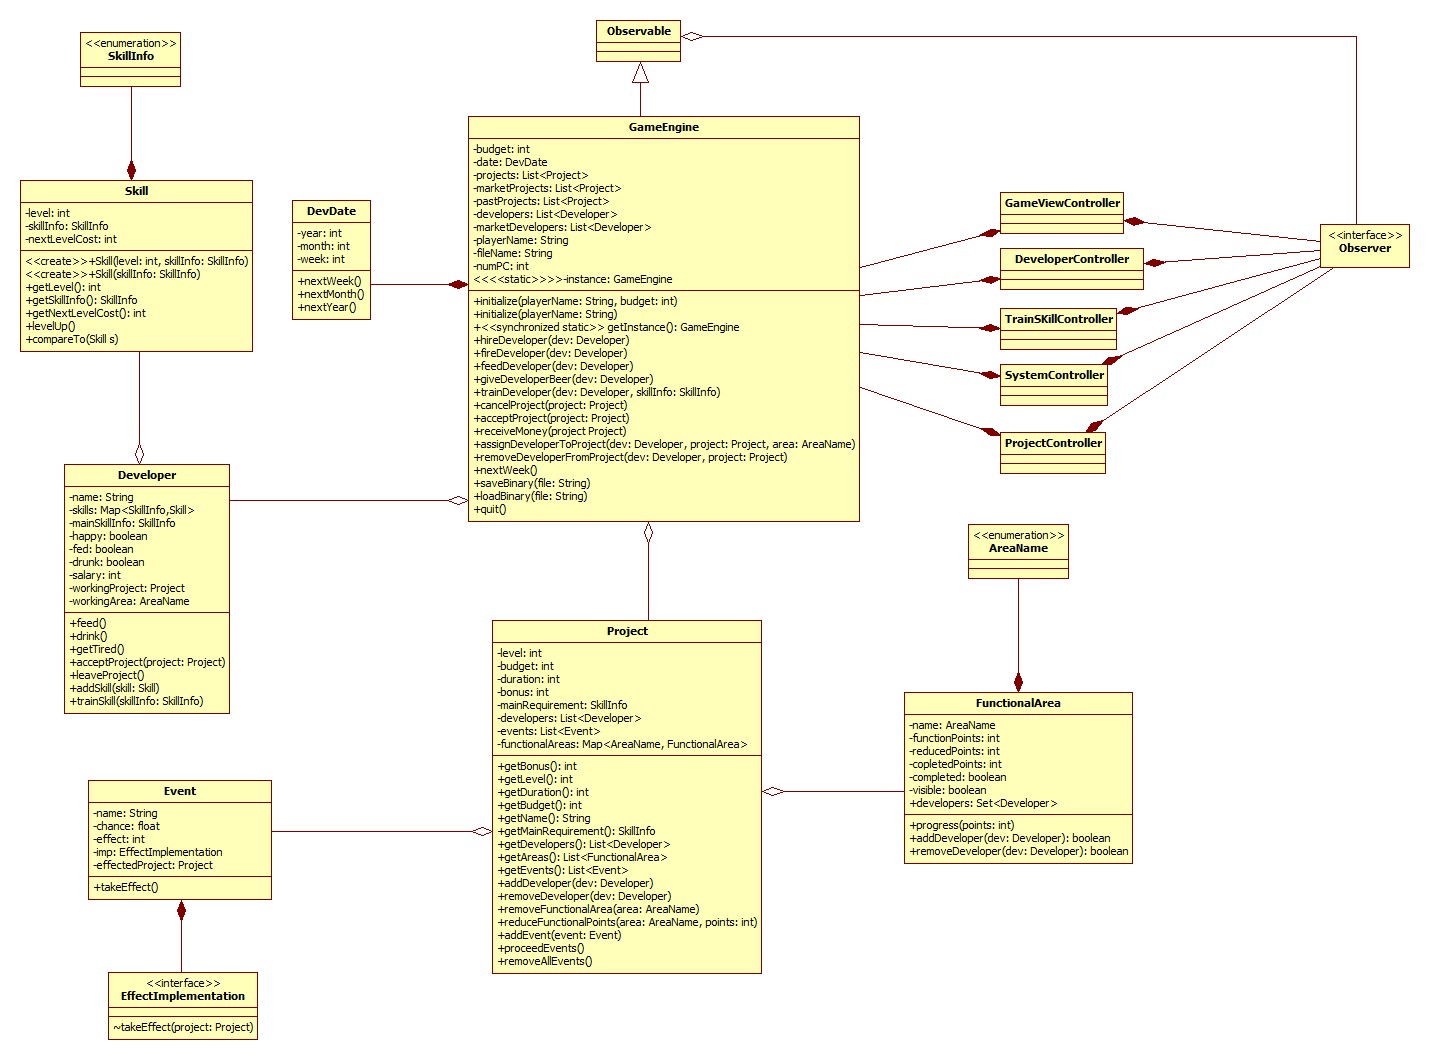 <<enumeration>>
SkillInfo
Observable
GameEngine
-budget: int
-date: DevDate
-projects: List<Project>
-marketProjects: List<Project>
-pastProjects: List<Project>
-developers: List<Developer>
-marketDevelopers: List<Developer>
-playerName: String
-fileName: String
-numPC: int
<<<<static>>>>-instance: GameEngine
+initialize(playerName: String, budget: int)
+initialize(playerName: String)
+<<synchronized static>> getInstance(): GameEngine
+hireDeveloper(dev: Developer)
+fireDeveloper(dev: Developer)
+feedDeveloper(dev: Developer)
+giveDeveloperBeer(dev: Developer)
+trainDeveloper(dev: Developer, skillInfo: SkillInfo)
+cancelProject(project: Project)
+acceptProject(project: Project)
+receiveMoney(project Project)
+assignDeveloperToProject(dev: Developer, project: Project, area: AreaName)
+removeDeveloperFromProject(dev: Developer, project: Project)
+nextWeek()
+saveBinary(file: String)
+loadBinary(file: String)
+quit()
Skill
-level: int
-skillInfo: SkillInfo
-nextLevelCost: int
<<create>>+Skill(level: int, skillInfo: SkillInfo)
<<create>>+Skill(skillInfo: SkillInfo)
+getLevel(): int
+getSkillInfo(): SkillInfo
+getNextLevelCost(): int
+levelUp()
+compareTo(Skill s)
DevDate
-year: int
-month: int
-week: int
+nextWeek()
+nextMonth()
+nextYear()
GameViewController
DeveloperController
TrainSKillController
SystemController
ProjectController
<<interface>>
Observer
Developer
-name: String
-skills: Map<SkillInfo,Skill>
-mainSkillInfo: SkillInfo
-happy: boolean
-fed: boolean
-drunk: boolean
-salary: int
-workingProject: Project
-workingArea: AreaName
+feed()
+drink()
+getTired()
+acceptProject(project: Project)
+leaveProject()
+addSkill(skill: Skill)
+trainSkill(skillInfo: SkillInfo)
<<enumeration>>
AreaName
Project
-level: int
-budget: int
-duration: int
-bonus: int
-mainRequirement: SkillInfo
-developers: List<Developer>
-events: List<Event>
-functionalAreas: Map<AreaName, FunctionalArea>
+getBonus(): int
+getLevel(): int
+getDuration(): int
+getBudget(): int
+getName(): String
+getMainRequirement(): SkillInfo
+getDevelopers(): List<Developer>
+getAreas(): List<FunctionalArea>
+getEvents(): List<Event>
+addDeveloper(dev: Developer)
+removeDeveloper(dev: Developer)
+removeFunctionalArea(area: AreaName)
+reduceFunctionalPoints(area: AreaName, points: int)
+addEvent(event: Event)
+proceedEvents()
+removeAllEvents()
FunctionalArea
-name: AreaName
-functionPoints: int
-reducedPoints: int
-copletedPoints: int
-completed: boolean
-visible: boolean
+developers: Set<Developer>
+progress(points: int)
+addDeveloper(dev: Developer): boolean
+removeDeveloper(dev: Developer): boolean
Event
-name: String
-chance: float
-effect: int
-imp: EffectImplementation
-effectedProject: Project
+takeEffect()
<<interface>>
EffectImplementation
~takeEffect(project: Project)